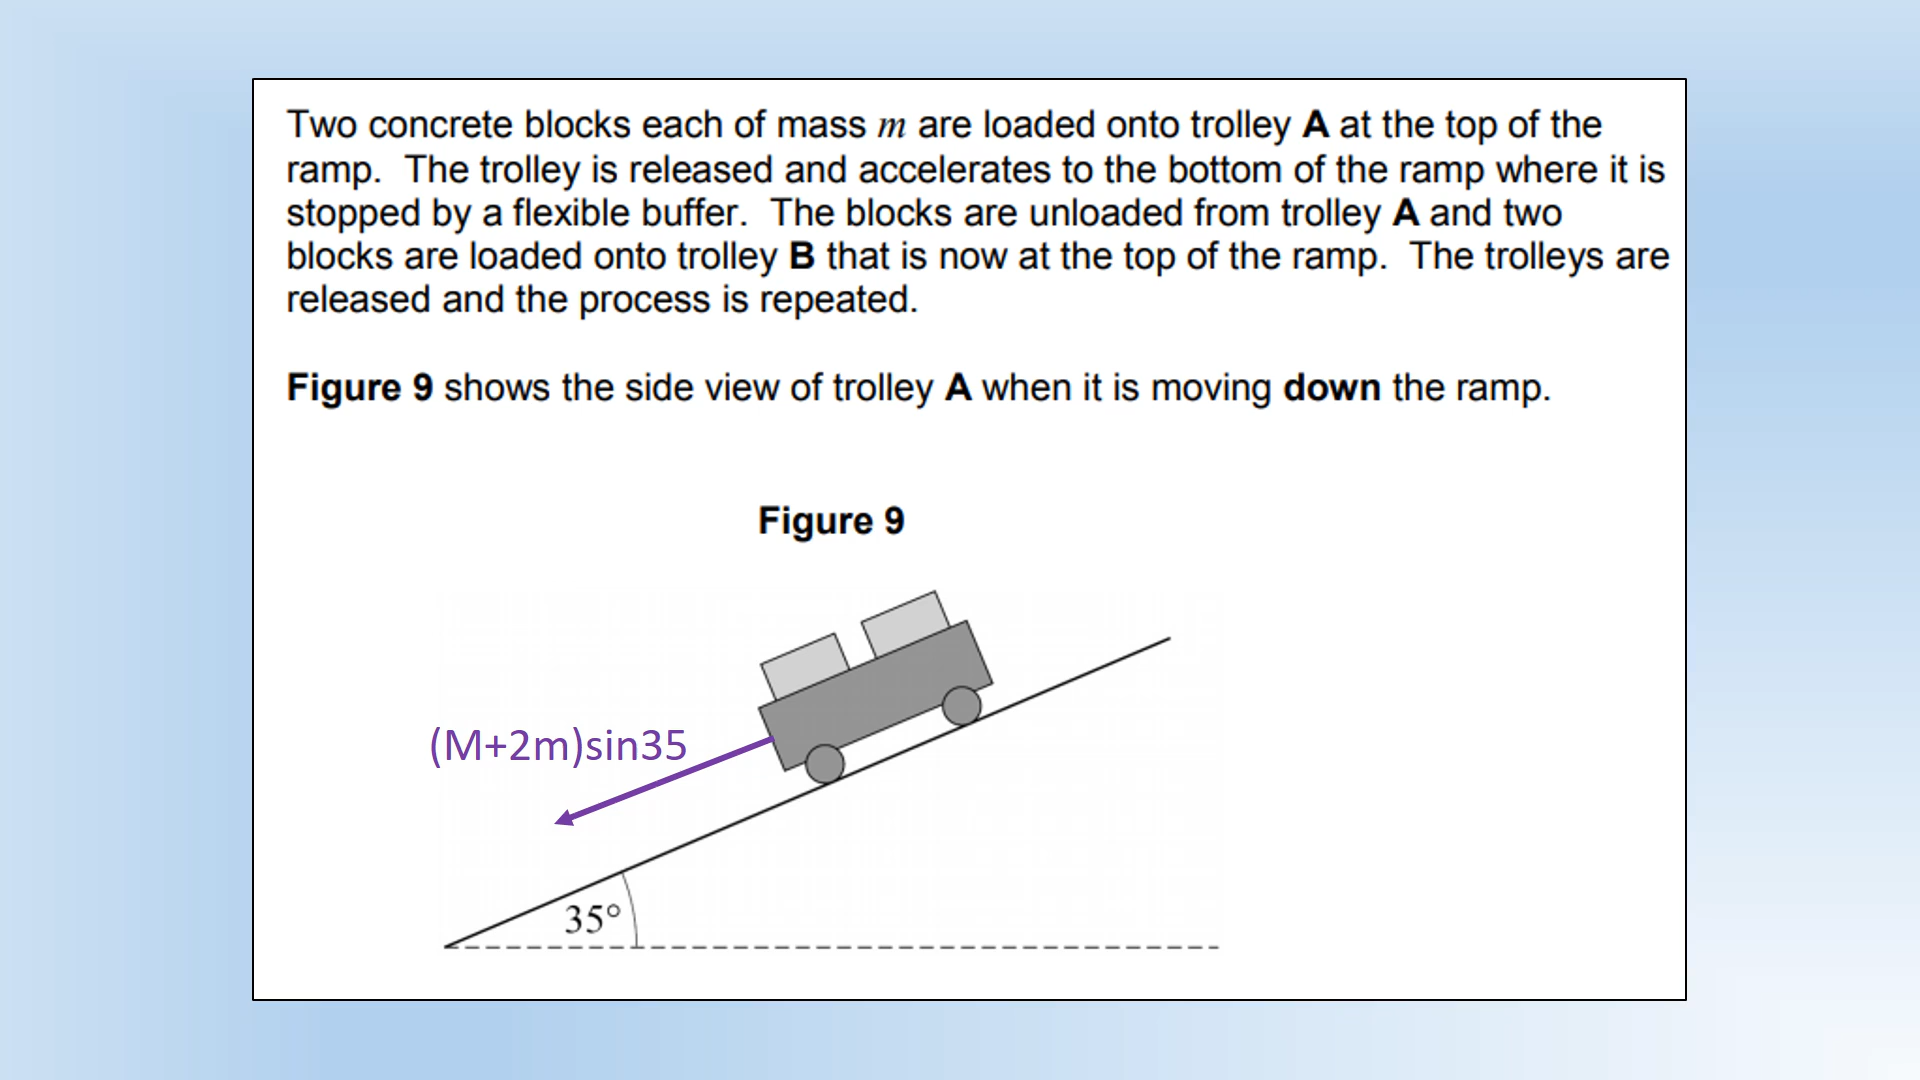 Two concrete blocks each of mass m are loaded onto trolley A at the top of the
ramp. The trolley is released and accelerates to the bottom of the ramp where it is
stopped by a flexible buffer. The blocks are unloaded from trolley A and two
blocks are loaded onto trolley B that is now at the top of the ramp. The trolleys are
released and the process is repeated.
Figure 9 shows the side view of trolley A when it is moving down the ramp.
Figure 9
(M+2m)sin35
35°